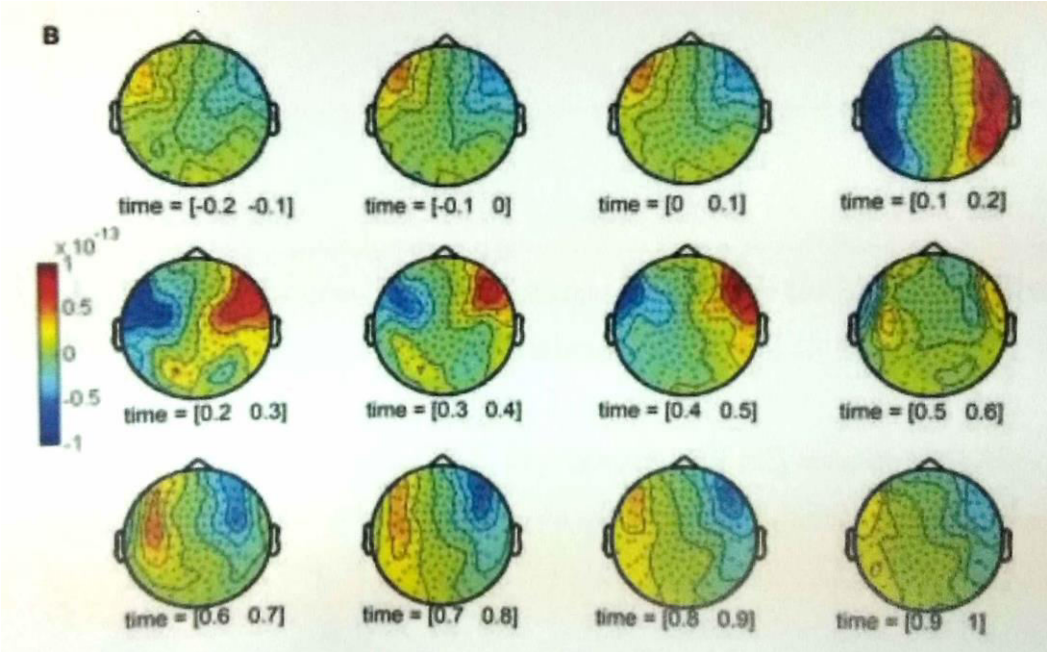 B
time = [-0.2 -0.1]
time = [-0.1 0]
time = [0 0.1]
time = [0.1 0.2]
x 10-13
1
0.5
0
-0.5
-1
time = [0.2 0.3]
time = [0.3 0.4]
time = [0.4 0.5]
time = [0.5 0.6]
time = [0.6 0.7]
time = [0.7 0.8]
time = [0.8 0.9]
time = [0.9 1]